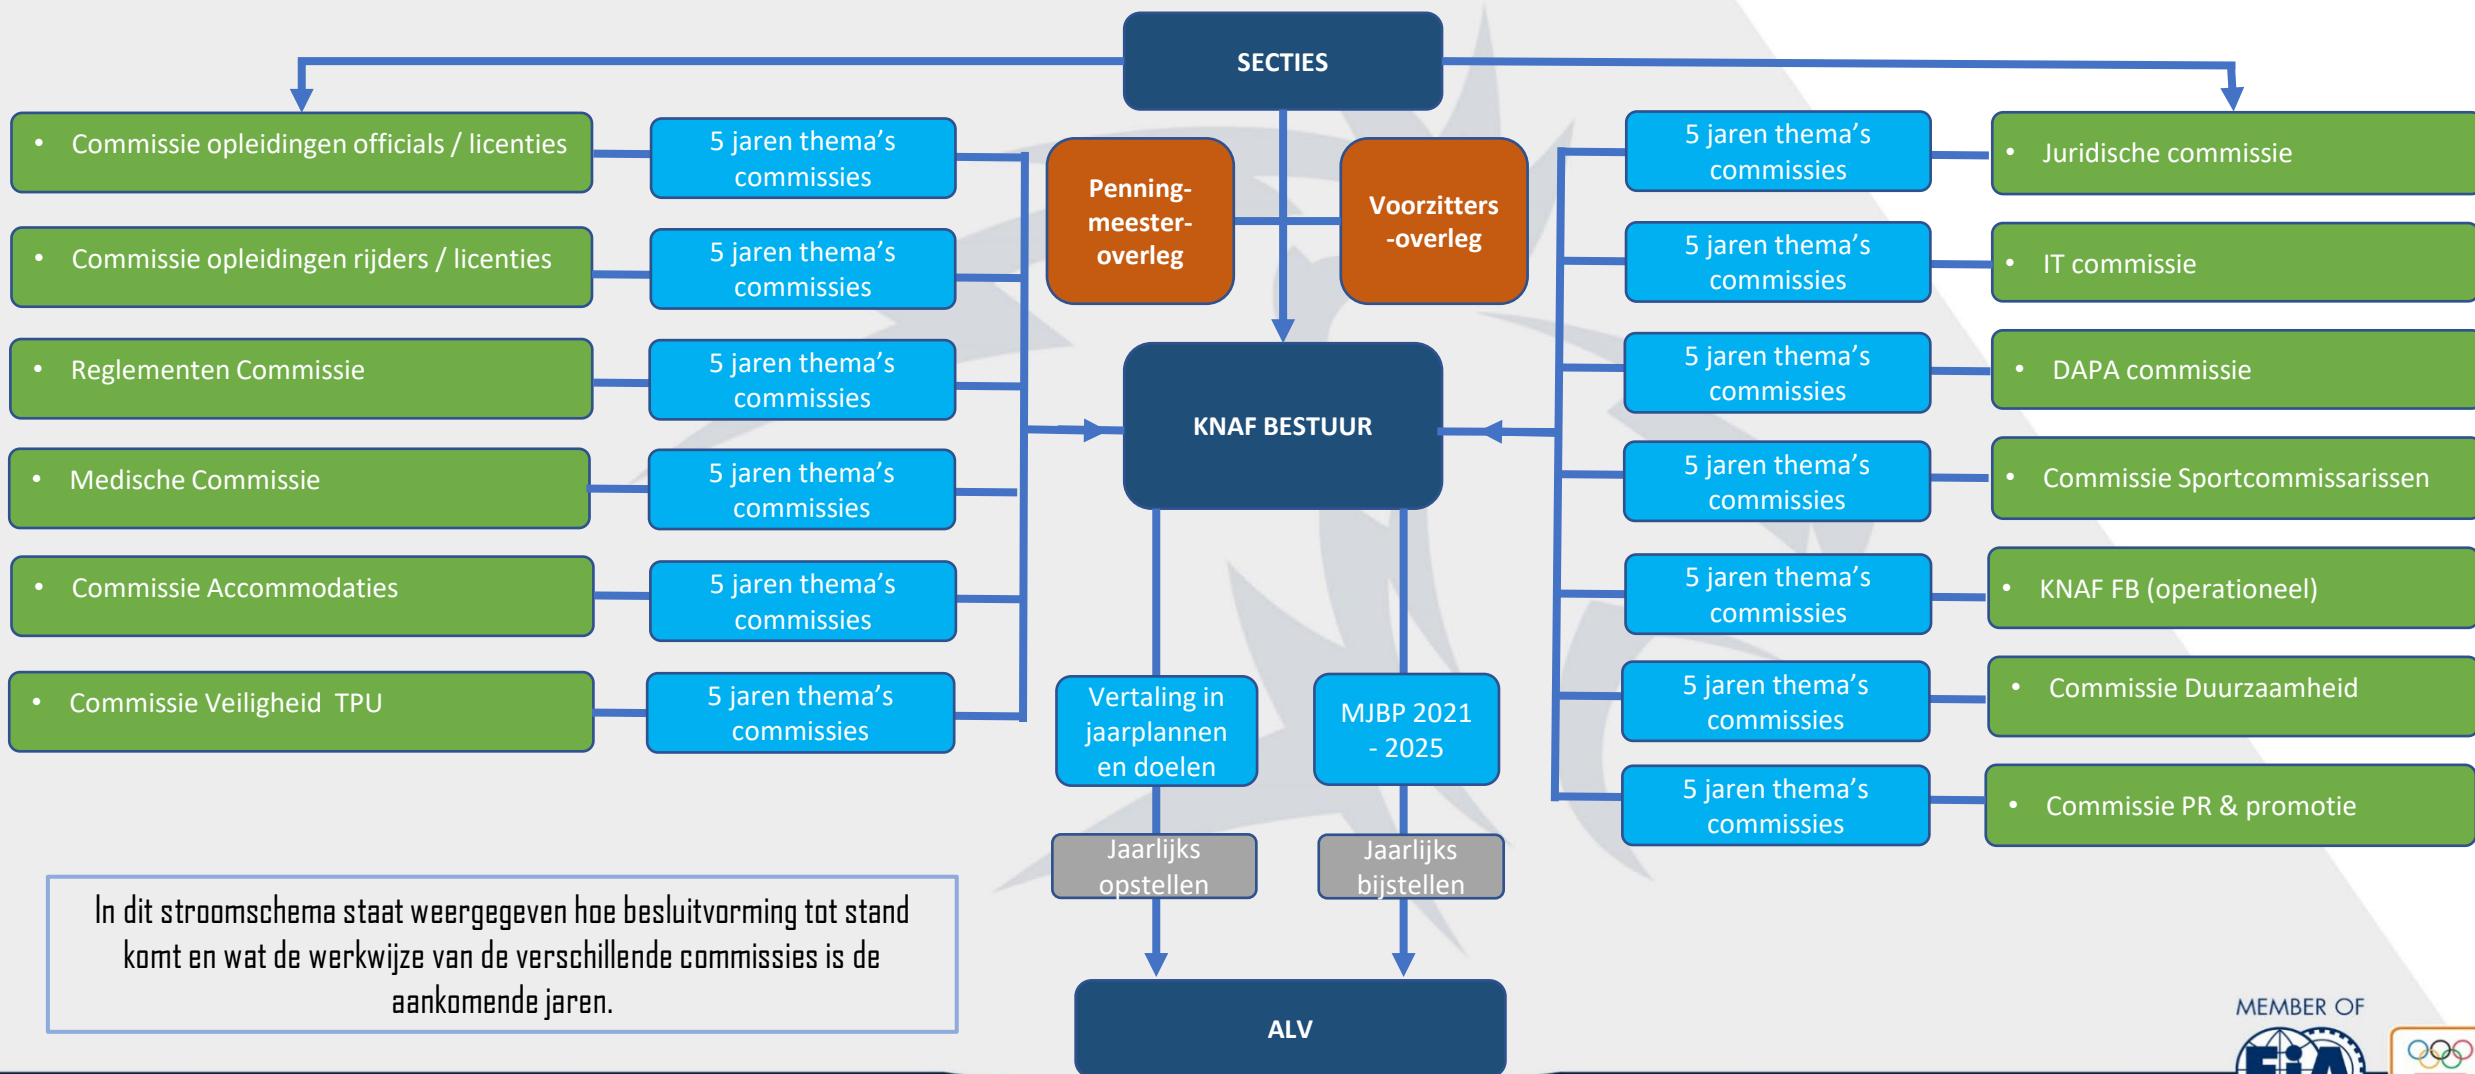 SECTIES
• Commissie opleidingen officials / licenties
5 jaren thema's
commissies
• Commissie opleidingen rijders / licenties
5 jaren thema's
commissies
• Reglementen Commissie
5 jaren thema's
commissies
• Medische Commissie
5 jaren thema's
commissies
• Commissie Accommodaties
5 jaren thema's
commissies
• Commissie Veiligheid  TPU
5 jaren thema's
commissies
Penning-
meester-
overleg
Voorzitters
-overleg
KNAF BESTUUR
Vertaling in
jaarplannen
en doelen
MJBP 2021
- 2025
Jaarlijks
opstellen
Jaarlijks
bijstellen
ALV
5 jaren thema's
commissies
• Juridische commissie
5 jaren thema's
commissies
• IT commissie
5 jaren thema's
commissies
• DAPA commissie
5 jaren thema's
commissies
• Commissie Sportcommissarissen
5 jaren thema's
commissies
• KNAF FB (operationeel)
5 jaren thema's
commissies
• Commissie Duurzaamheid
5 jaren thema's
commissies
• Commissie PR & promotie
In dit stroomschema staat weergegeven hoe besluitvorming tot stand
komt en wat de werkwijze van de verschillende commissies is de
aankomende jaren.
MEMBER OF
FIA